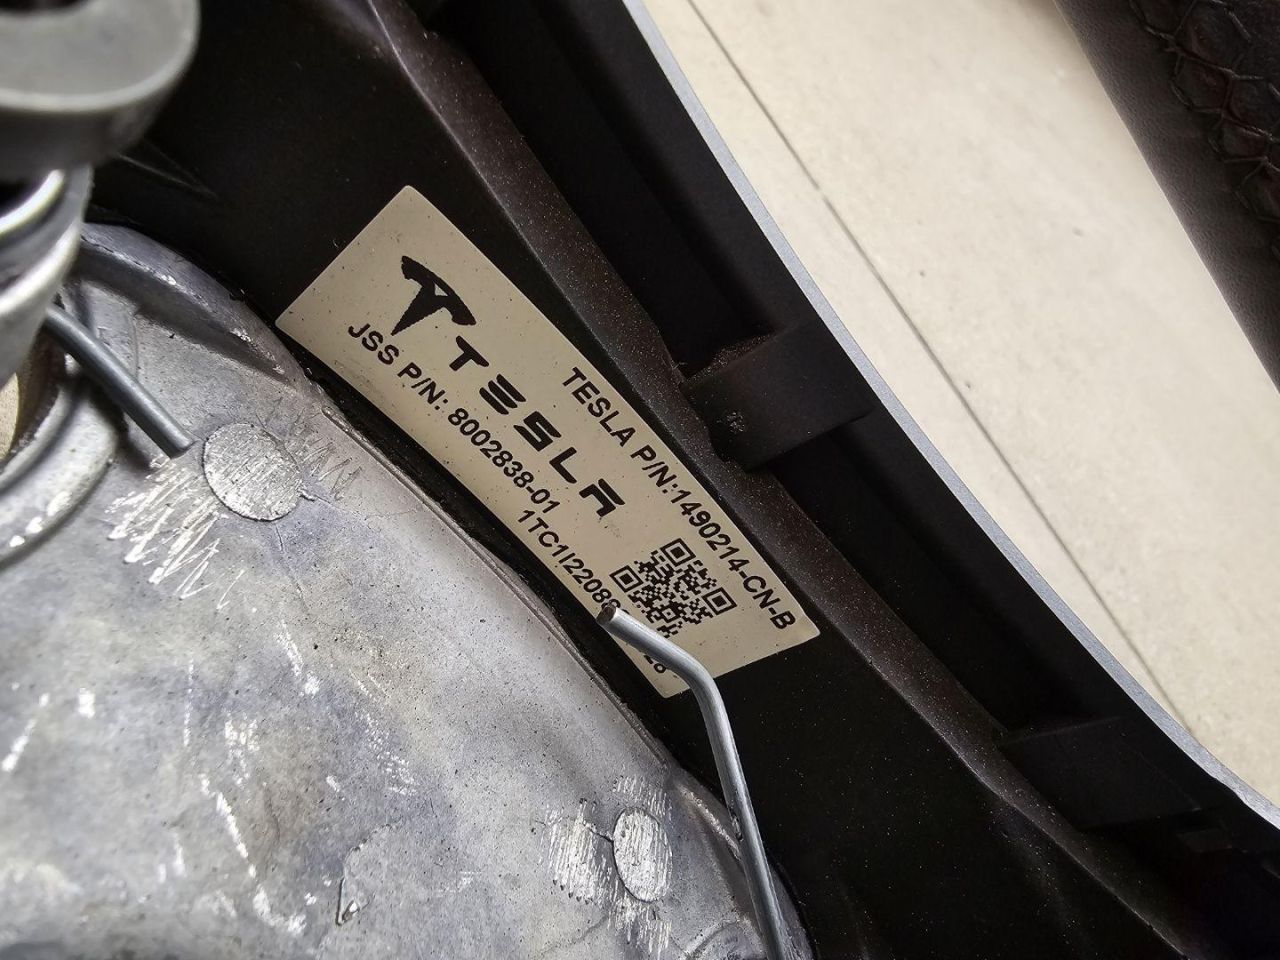 TESLA P/N:1490214-CN-B
TESLA
JSS P/N: 8002838-01